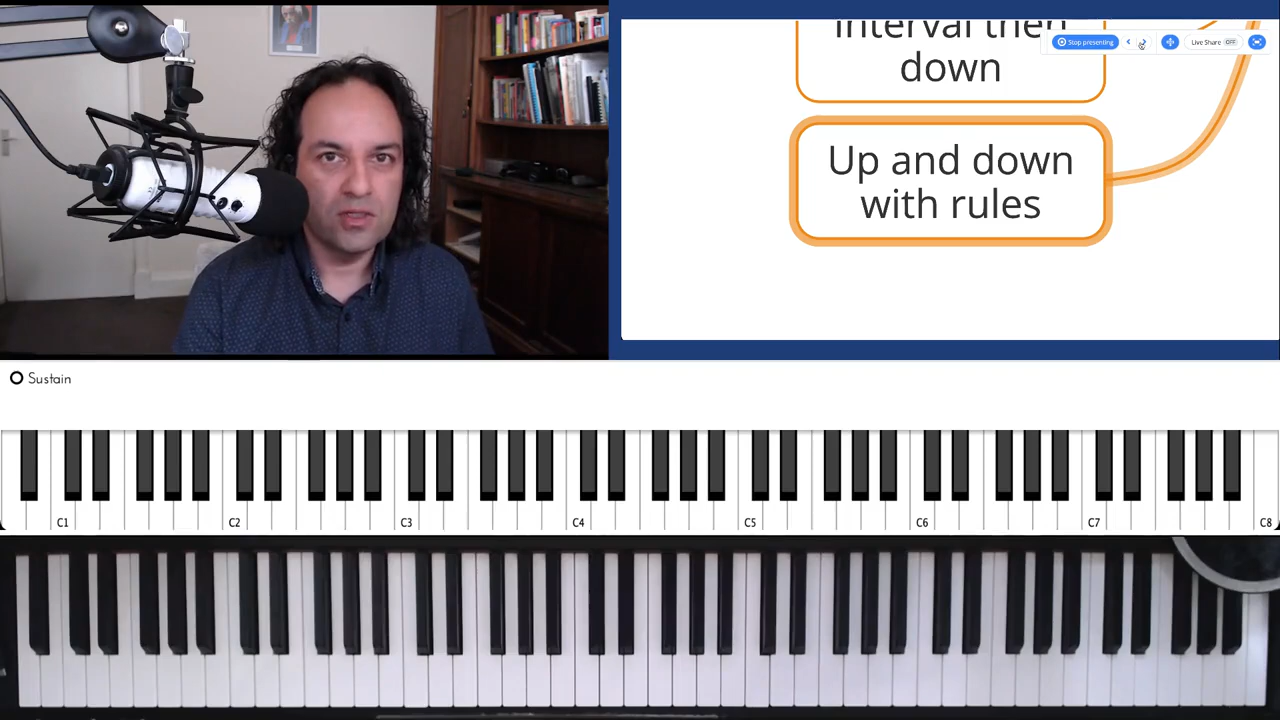 interval then
down
Stop presenting
Live Share OFF
Up and down
with rules
Sustain
C1 C2 C3 C4 C5 C6 C7 C8